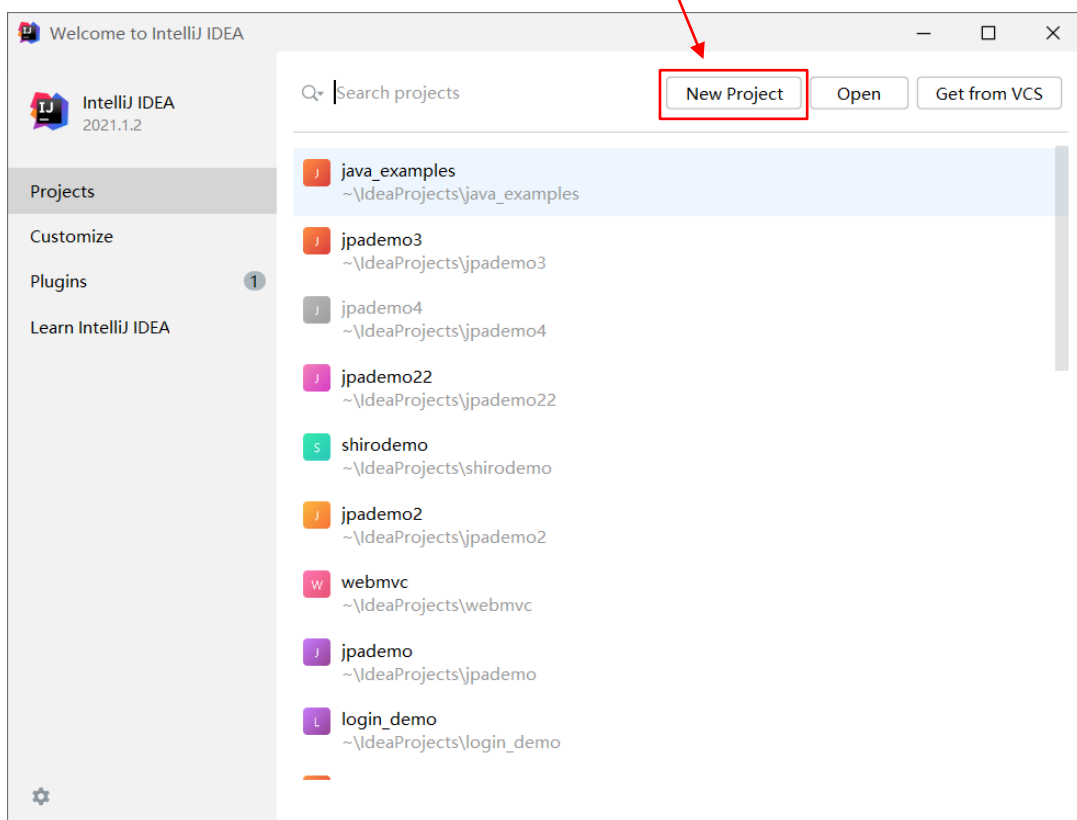 Welcome to IntelliJ IDEA
IntelliJ IDEA
2021.1.2
Projects
Customize
Plugins
1
Learn IntelliJ IDEA
Search projects
New Project
Open
Get from VCS
J
java_examples
~\IdeaProjects\java_examples
J
jpademo3
~\IdeaProjects\jpademo3
J
jpademo4
~\IdeaProjects\jpademo4
J
jpademo22
~\IdeaProjects\jpademo22
S
shirodemo
~\IdeaProjects\shirodemo
J
jpademo2
~\IdeaProjects\jpademo2
W
webmvc
~\IdeaProjects\webmvc
J
jpademo
~\IdeaProjects\jpademo
L
login_demo
~\IdeaProjects\login_demo